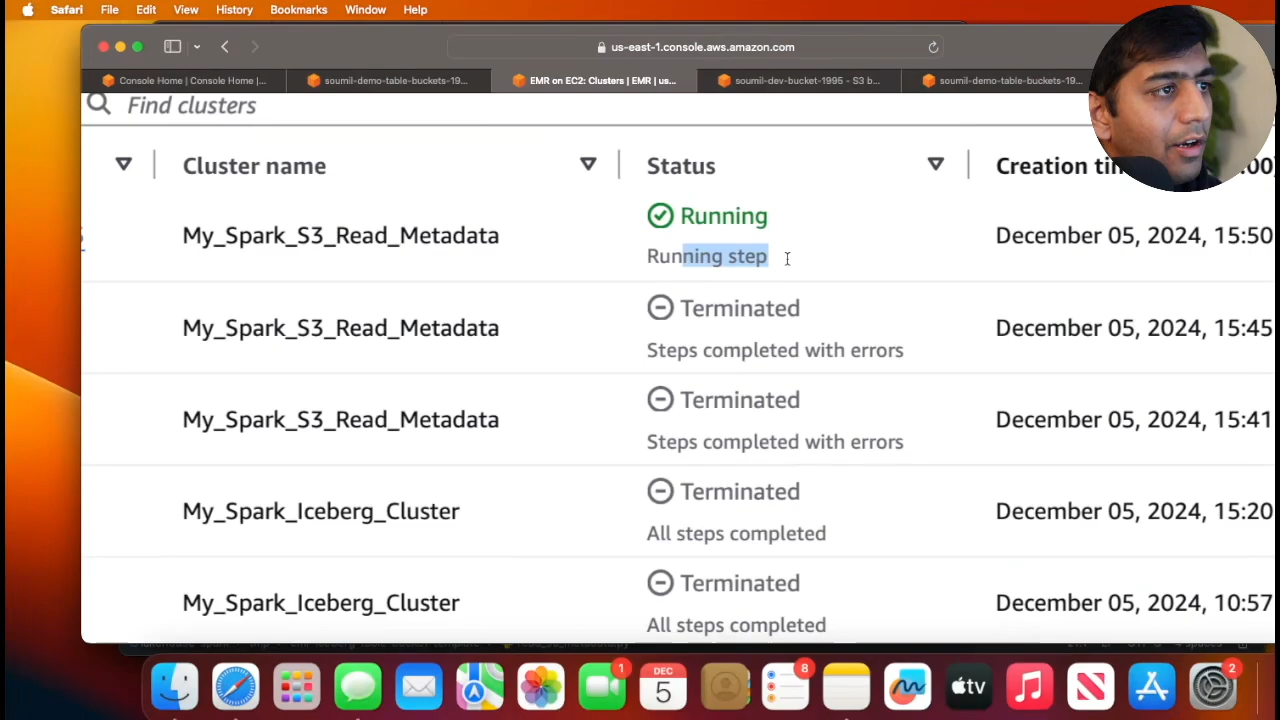 Safari File Edit View History Bookmarks Window Help
us-east-1.console.aws.amazon.com
Console Home | Console Home |... soumil-demo-table-buckets-19... EMR on EC2: Clusters | EMR | us... soumil-dev-bucket-1995 - S3 b... soumil-demo-table-buckets-19...
Find clusters
Cluster name Status Creation
Running
My_Spark_S3_Read_Metadata December 05, 2024, 15:50
Running step
Terminated
My_Spark_S3_Read_Metadata December 05, 2024, 15:45
Steps completed with errors
Terminated
My_Spark_S3_Read_Metadata December 05, 2024, 15:41
Steps completed with errors
Terminated
My_Spark_Iceberg_Cluster December 05, 2024, 15:20
All steps completed
Terminated
My_Spark_Iceberg_Cluster December 05, 2024, 10:57
All steps completed
1 DEC 8 2
5 tv